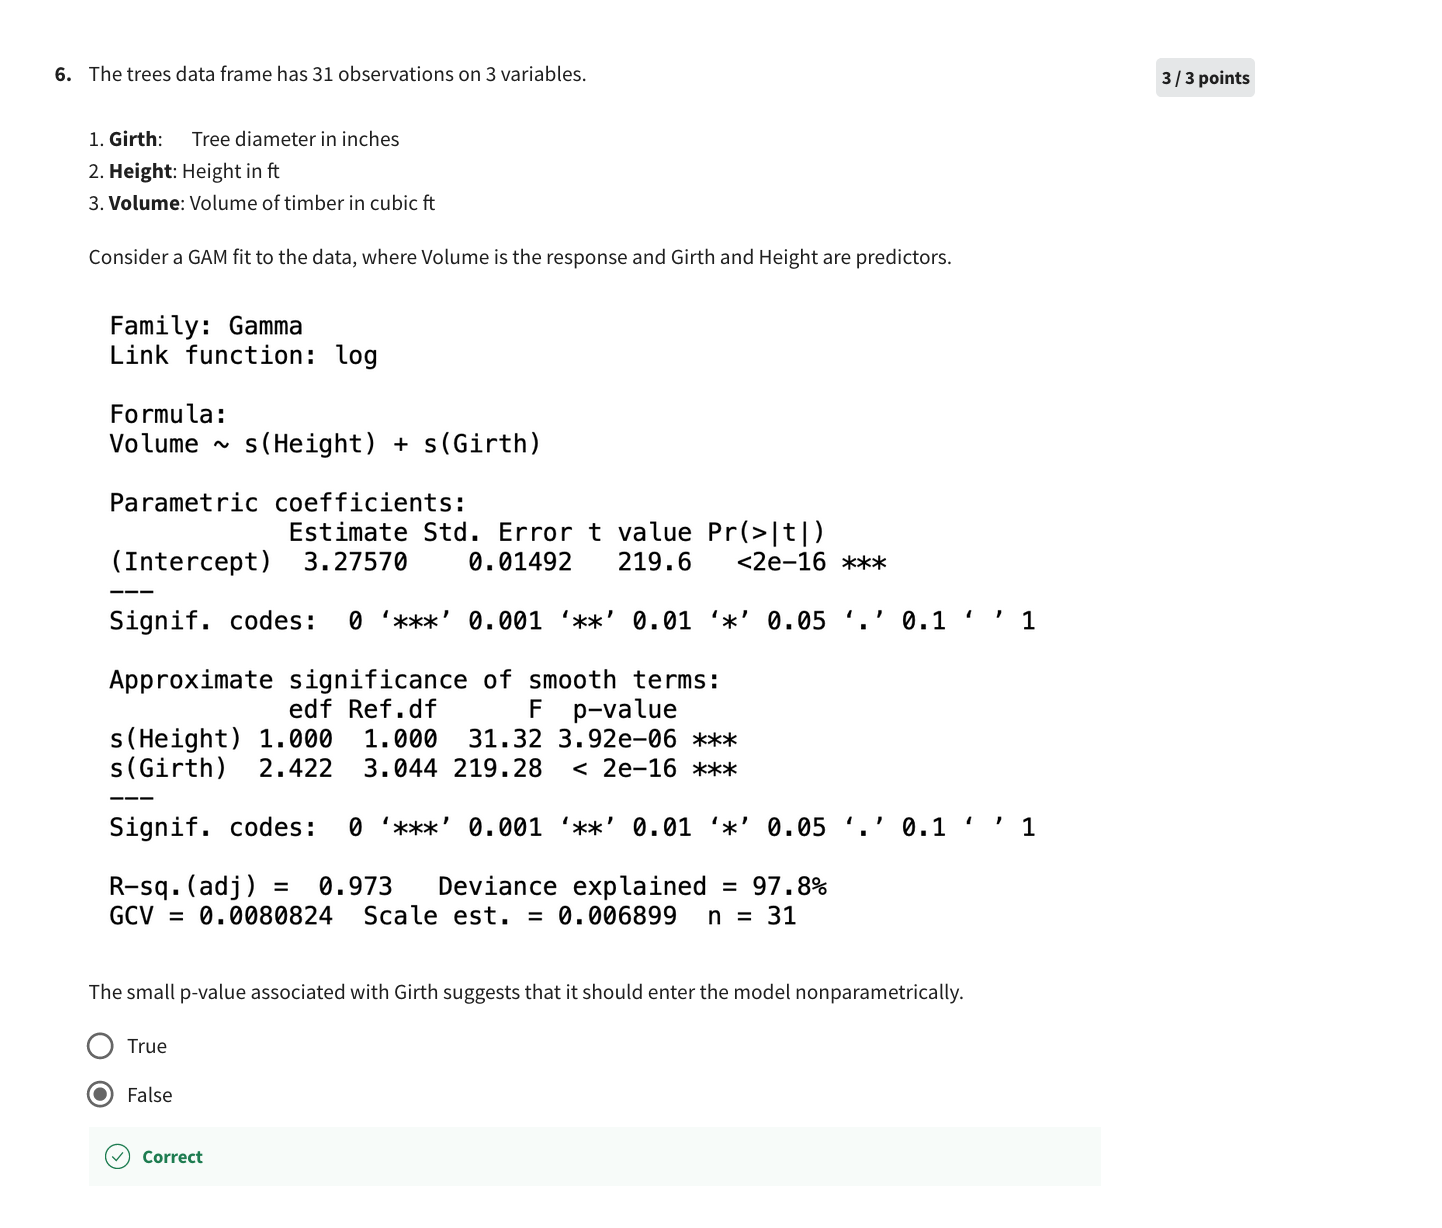 6. The trees data frame has 31 observations on 3 variables.
3 / 3 points
1. Girth: Tree diameter in inches
2. Height: Height in ft
3. Volume: Volume of timber in cubic ft
Consider a GAM fit to the data, where Volume is the response and Girth and Height are predictors.
Family: Gamma
Link function: log
Formula:
Volume ~ s(Height) + s(Girth)
Parametric coefficients:
            Estimate Std. Error t value Pr(>|t|)
(Intercept)  3.27570    0.01492   219.6   <2e-16 ***
---
Signif. codes:  0 ‘***’ 0.001 ‘**’ 0.01 ‘*’ 0.05 ‘.’ 0.1 ‘ ’ 1
Approximate significance of smooth terms:
            edf Ref.df      F  p-value
s(Height) 1.000  1.000  31.32 3.92e-06 ***
s(Girth)  2.422  3.044 219.28  < 2e-16 ***
---
Signif. codes:  0 ‘***’ 0.001 ‘**’ 0.01 ‘*’ 0.05 ‘.’ 0.1 ‘ ’ 1
R-sq.(adj) =  0.973   Deviance explained = 97.8%
GCV = 0.0080824  Scale est. = 0.006899  n = 31
The small p-value associated with Girth suggests that it should enter the model nonparametrically.
True
False
Correct